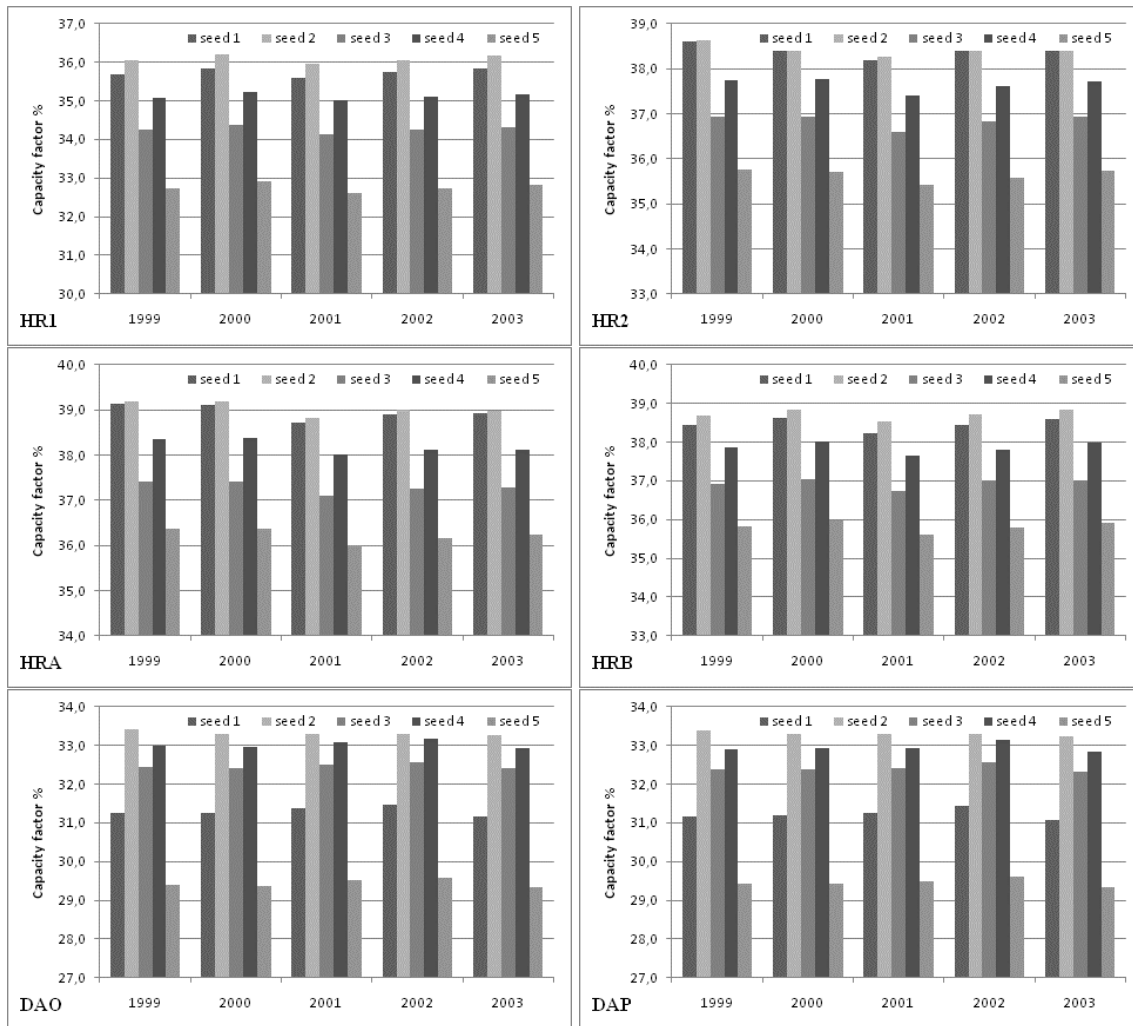 37,0
36,0
35,0
34,0
33,0
32,0
31,0
30,0
Capacity factor %
seed 1 seed 2 seed 3 seed 4 seed 5
1999 2000 2001 2002 2003
HR1
39,0
38,0
37,0
36,0
35,0
34,0
33,0
Capacity factor %
seed 1 seed 2 seed 3 seed 4 seed 5
1999 2000 2001 2002 2003
HR2
40,0
39,0
38,0
37,0
36,0
35,0
34,0
Capacity factor %
seed 1 seed 2 seed 3 seed 4 seed 5
1999 2000 2001 2002 2003
HRA
40,0
39,0
38,0
37,0
36,0
35,0
34,0
33,0
Capacity factor %
seed 1 seed 2 seed 3 seed 4 seed 5
1999 2000 2001 2002 2003
HRB
34,0
33,0
32,0
31,0
30,0
29,0
28,0
27,0
Capacity factor %
seed 1 seed 2 seed 3 seed 4 seed 5
1999 2000 2001 2002 2003
DAO
34,0
33,0
32,0
31,0
30,0
29,0
28,0
27,0
Capacity factor %
seed 1 seed 2 seed 3 seed 4 seed 5
1999 2000 2001 2002 2003
DAP